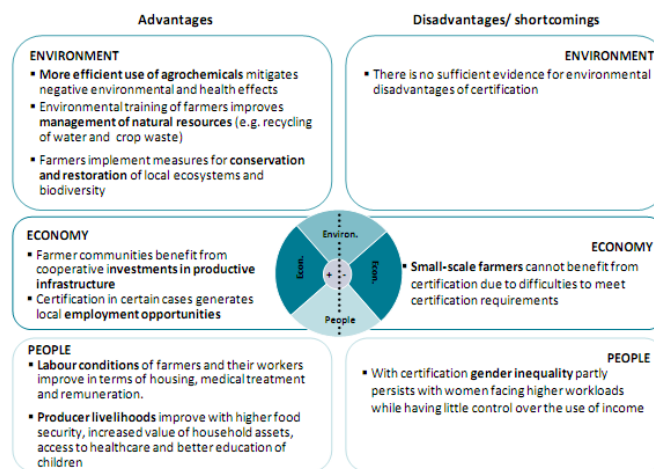 Advantages
Disadvantages/ shortcomings
ENVIRONMENT
▪ More efficient use of agrochemicals mitigates
negative environmental and health effects
▪ Environmental training of farmers improves
management of natural resources (e.g. recycling
of water and crop waste)
▪ Farmers implement measures for conservation
and restoration of local ecosystems and
biodiversity
ENVIRONMENT
▪ There is no sufficient evidence for environmental
disadvantages of certification
ECONOMY
▪ Farmer communities benefit from
cooperative investments in productive
infrastructure
▪ Certification in certain cases generates
local employment opportunities
Environ.
Econ.
+ -
Econ.
People
ECONOMY
▪ Small-scale farmers cannot benefit from
certification due to difficulties to meet
certification requirements
PEOPLE
▪ Labour conditions of farmers and their workers
improve in terms of housing, medical treatment
and remuneration.
▪ Producer livelihoods improve with higher food
security, increased value of household assets,
access to healthcare and better education of
children
PEOPLE
▪ With certification gender inequality partly
persists with women facing higher workloads
while having little control over the use of income